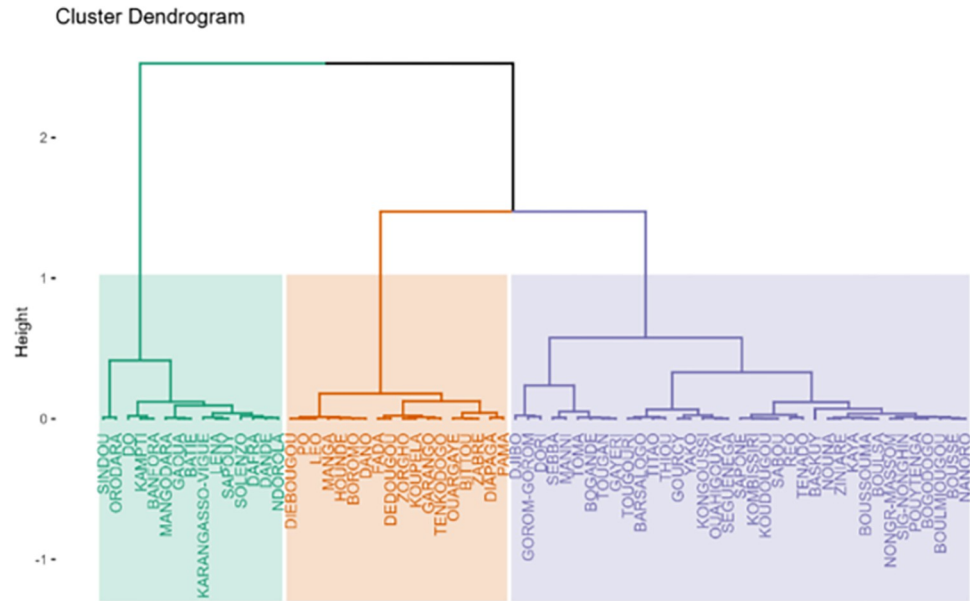 Cluster Dendrogram
Height
2
1
0
-1
SINDOU
ORODARA
DO
KAMPTI
BANFORA
MANGODARA
GAOUA
BATIE
KARANGASSO-VIGUE
LENA
SAPOUY
SOLENZO
DANDE
NDOROLA
DIEBOUGOU
PO
LEO
MANGA
HOUNDE
BOROMO
DANO
DEDOUGOU
ZORGHO
KOUPELA
GARANGO
TENKODOGO
OUARGAYE
BITTOU
DIAPAGA
PAMA
DJIBO
GOROM-GOROM
DORI
SEBBA
MANNI
TOMA
BOGANDE
TOUGAN
GAYERI
TOUGOURI
BARSALOGO
TITAO
THIOU
GOURCY
YAKO
KONGOUSSI
OUAHIGOUYA
SEGUENEGA
SAPONE
KOMBISSIRI
KOUDOUGOU
SABOU
REO
TENADO
BASKUY
ZINIARE
ZINIARE
KAYA
BOUSSOUMA
BOULSA
NONGR-MASSOM
SIG-NONGHIN
POUYTENGA
BOGODOGO
BOULMIOUGOU
BOUSSE
NANORO